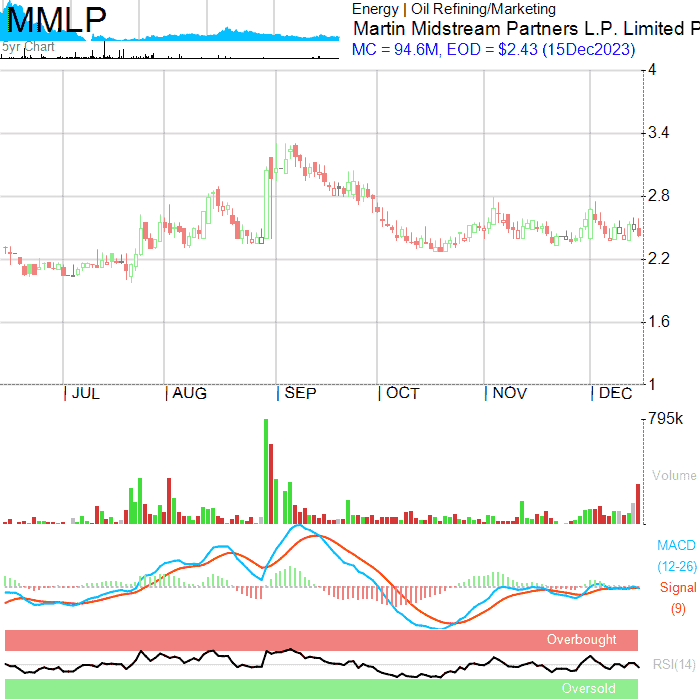 MMLP
5yr Chart
Energy | Oil Refining/Marketing
Martin Midstream Partners L.P. Limited P
MC = 94.6M, EOD = $2.43 (15Dec2023)
4
3.4
2.8
2.2
1.6
1
JUL AUG SEP OCT NOV DEC
795k
Volume
MACD
(12-26)
Signal
(9)
Overbought
RSI(14)
Oversold